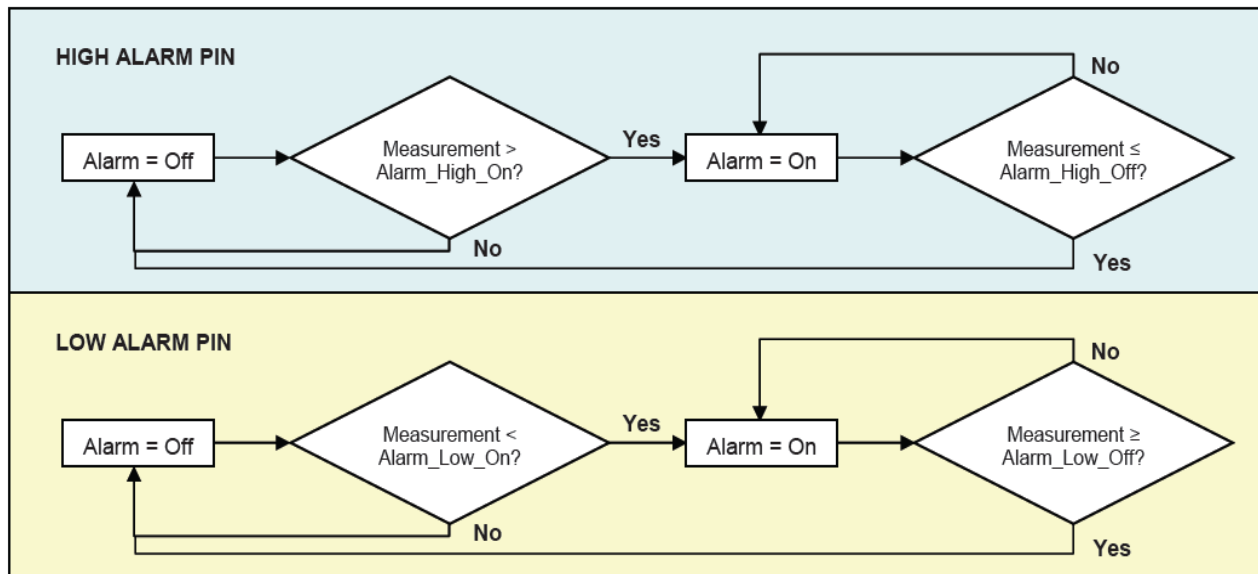 HIGH ALARM PIN
No
Alarm = Off
Measurement >
Alarm_High_On?
Yes
Alarm = On
Measurement ≤
Alarm_High_Off?
No
Yes
LOW ALARM PIN
No
Alarm = Off
Measurement <
Alarm_Low_On?
Yes
Alarm = On
Measurement ≥
Alarm_Low_Off?
No
Yes